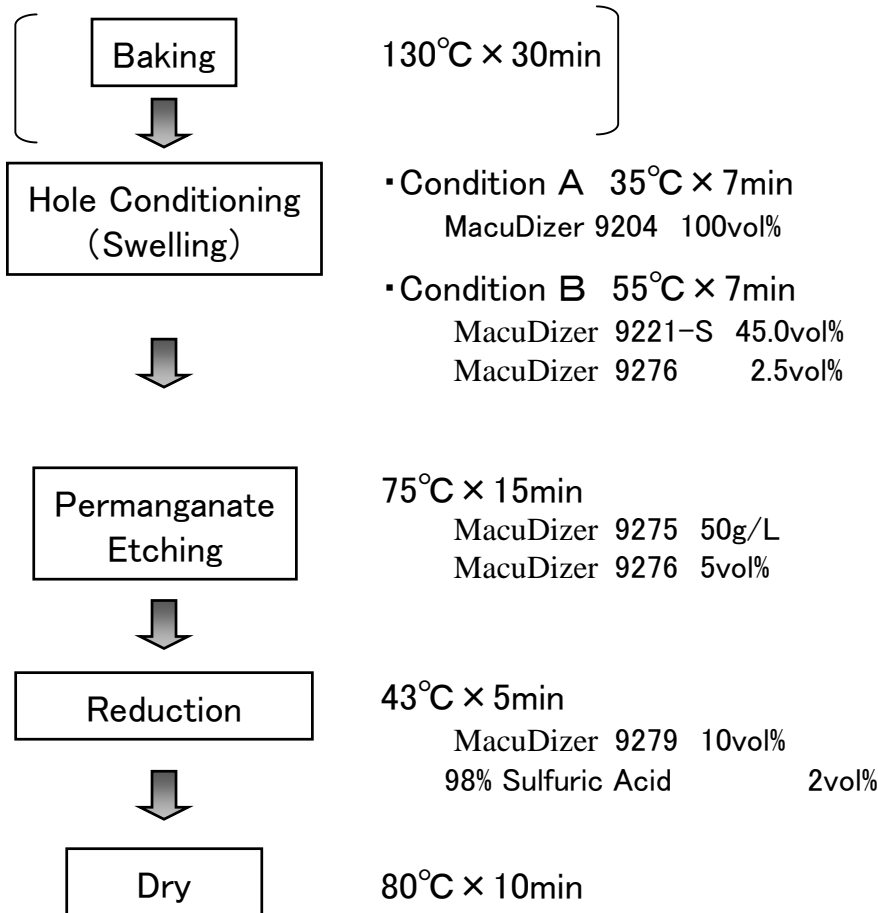 Baking 130℃×30min
Hole Conditioning
(Swelling)
・Condition A 35℃×7min
MacuDizer 9204 100vol%
・Condition B 55℃×7min
MacuDizer 9221-S 45.0vol%
MacuDizer 9276 2.5vol%
Permanganate
Etching
75℃×15min
MacuDizer 9275 50g/L
MacuDizer 9276 5vol%
Reduction
43℃×5min
MacuDizer 9279 10vol%
98% Sulfuric Acid 2vol%
Dry 80℃×10min